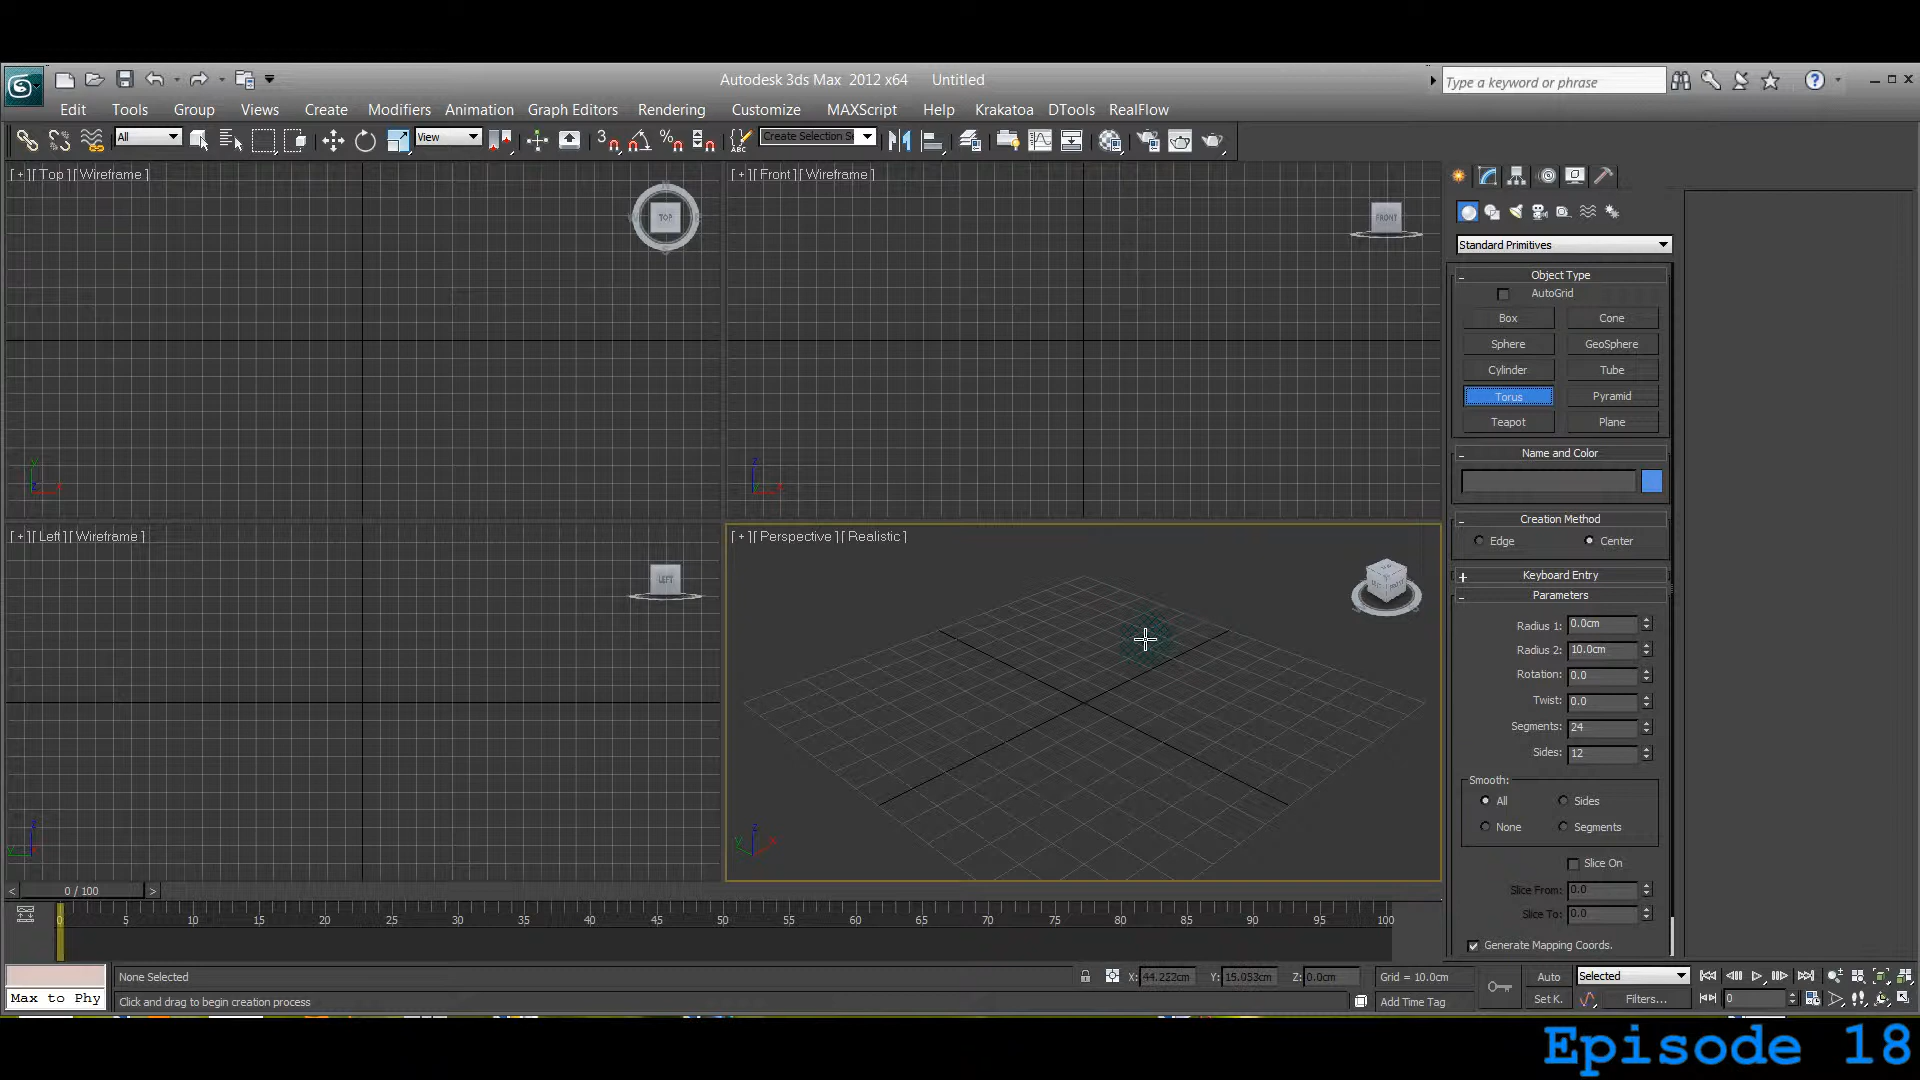 Autodesk 3ds Max 2012 x64 Untitled
Type a keyword or phrase
Edit Tools Group Views Create Modifiers Animation Graph Editors Rendering Customize MAXScript Help Krakatoa DTools RealFlow
All View Create Selection Se
[ + ][ Top ][ Wireframe ]
TOP
[ + ][ Front ][ Wireframe ]
FRONT
Standard Primitives
Object Type
AutoGrid
Box Cone
Sphere GeoSphere
Cylinder Tube
Torus Pyramid
Teapot Plane
Name and Color
Creation Method
Edge Center
Keyboard Entry
Parameters
Radius 1: 0.0cm
Radius 2: 10.0cm
Rotation: 0.0
Twist: 0.0
Segments: 24
Sides: 12
Smooth:
All Sides
None Segments
Slice On
Slice From: 0.0
Slice To: 0.0
Generate Mapping Coords.
[ + ][ Left ][ Wireframe ]
LEFT
[ + ][ Perspective ][ Realistic ]
0 / 100
0 5 10 15 20 25 30 35 40 45 50 55 60 65 70 75 80 85 90 95 100
None Selected X: 44.232cm Y: 15.053cm Z: 0.0cm Grid = 10.0cm Auto Selected
Max to Phy Click and drag to begin creation process Add Time Tag Set K. Filters... 0
Episode 18